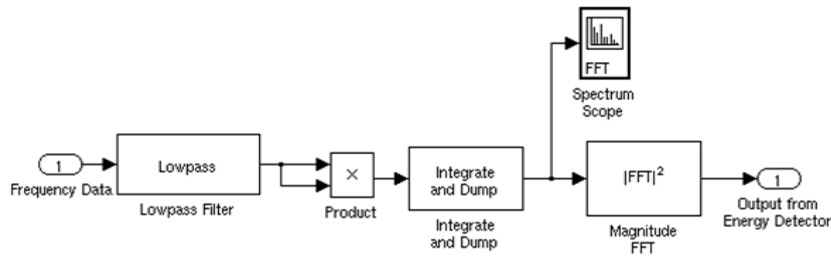 FFT
Spectrum
Scope
1
Frequency Data
Lowpass
Lowpass Filter
×
Product
Integrate
and Dump
Integrate
and Dump
|FFT|²
Magnitude
FFT
1
Output from
Energy Detector